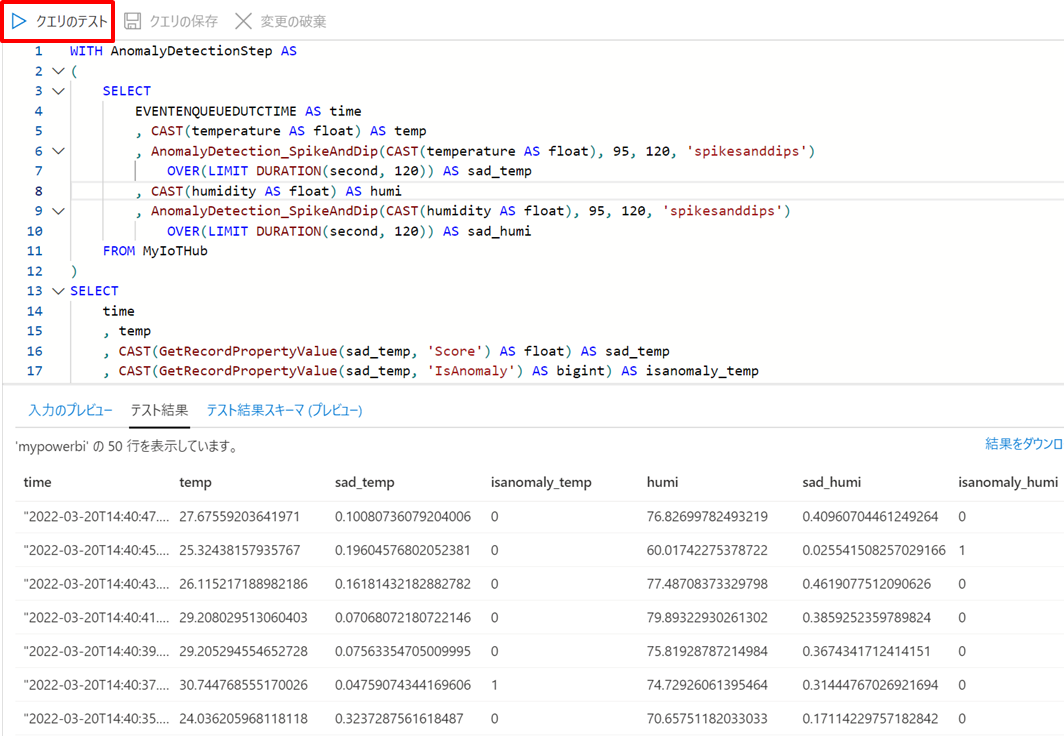 クエリのテスト クエリの保存 変更の破棄
1 WITH AnomalyDetectionStep AS
2 (
3 SELECT
4 EVENTENQUEUEDUTCTIME AS time
5 , CAST(temperature AS float) AS temp
6 , AnomalyDetection_SpikeAndDip(CAST(temperature AS float), 95, 120, 'spikesanddips')
7 OVER(LIMIT DURATION(second, 120)) AS sad_temp
8 , CAST(humidity AS float) AS humi
9 , AnomalyDetection_SpikeAndDip(CAST(humidity AS float), 95, 120, 'spikesanddips')
10 OVER(LIMIT DURATION(second, 120)) AS sad_humi
11 FROM MyIoTHub
12 )
13 SELECT
14 time
15 , temp
16 , CAST(GetRecordPropertyValue(sad_temp, 'Score') AS float) AS sad_temp
17 , CAST(GetRecordPropertyValue(sad_temp, 'IsAnomaly') AS bigint) AS isanomaly_temp
入力のプレビュー テスト結果 テスト結果スキーマ (プレビュー)
'mypowerbi' の 50 行を表示しています。 結果をダウンロ
time temp sad_temp isanomaly_temp humi sad_humi isanomaly_humi
"2022-03-20T14:40:47.... 27.67559203641971 0.10080736079204006 0 76.82699782493219 0.40960704461249264 0
"2022-03-20T14:40:45.... 25.32438157935767 0.19604576802052381 0 60.01742275378722 0.025541508257029166 1
"2022-03-20T14:40:43.... 26.115217188982186 0.16181432182882782 0 77.48708373329798 0.4619077512090626 0
"2022-03-20T14:40:41.... 29.208029513060403 0.07068072180722146 0 79.89322930261302 0.3859252359789824 0
"2022-03-20T14:40:39.... 29.205294554652728 0.07563354705009995 0 75.81928787214984 0.3674341712414151 0
"2022-03-20T14:40:37.... 30.744768555170026 0.04759074344169606 1 74.72926061395464 0.31444767026921694 0
"2022-03-20T14:40:35.... 24.036205968118118 0.3237287561618487 0 70.65751182033033 0.17114229757182842 0